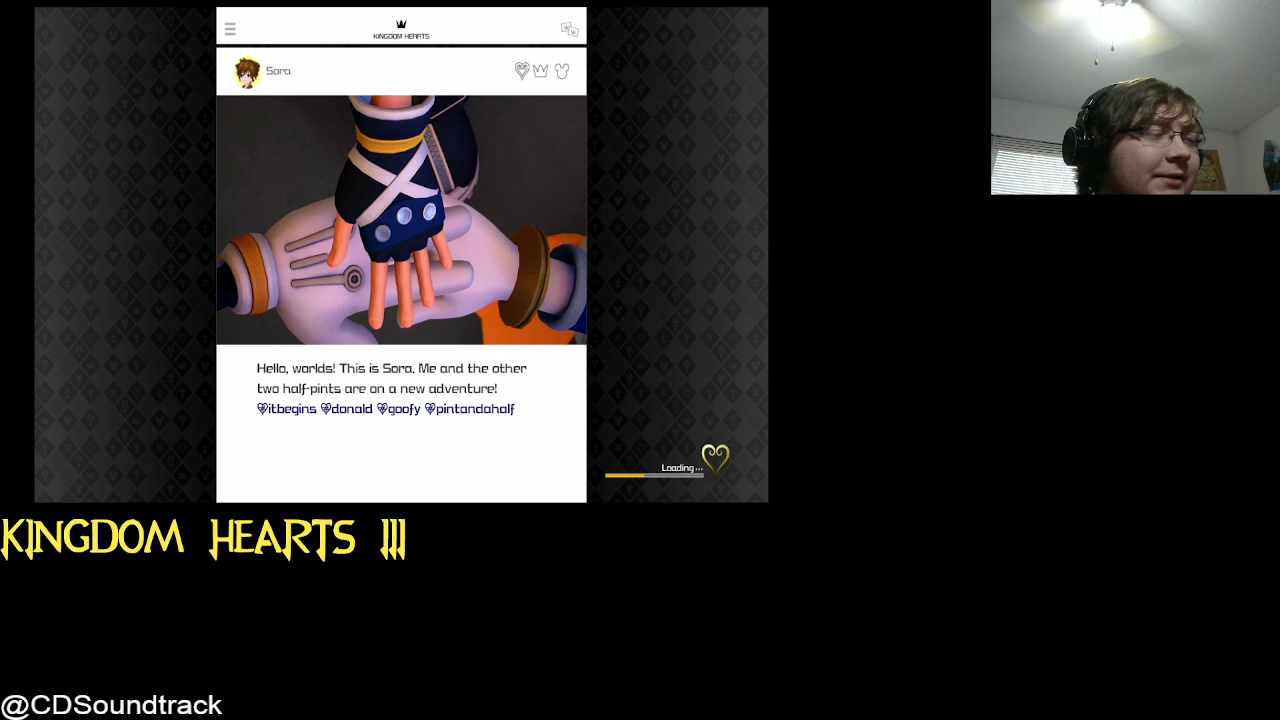 KINGDOM HEARTS
Sora
Hello, worlds! This is Sora. Me and the other
two half-pints are on a new adventure!
♡itbegins ♡donald ♡goofy ♡pintandahalf
Loading...
KINGDOM HEARTS III
@CDSoundtrack